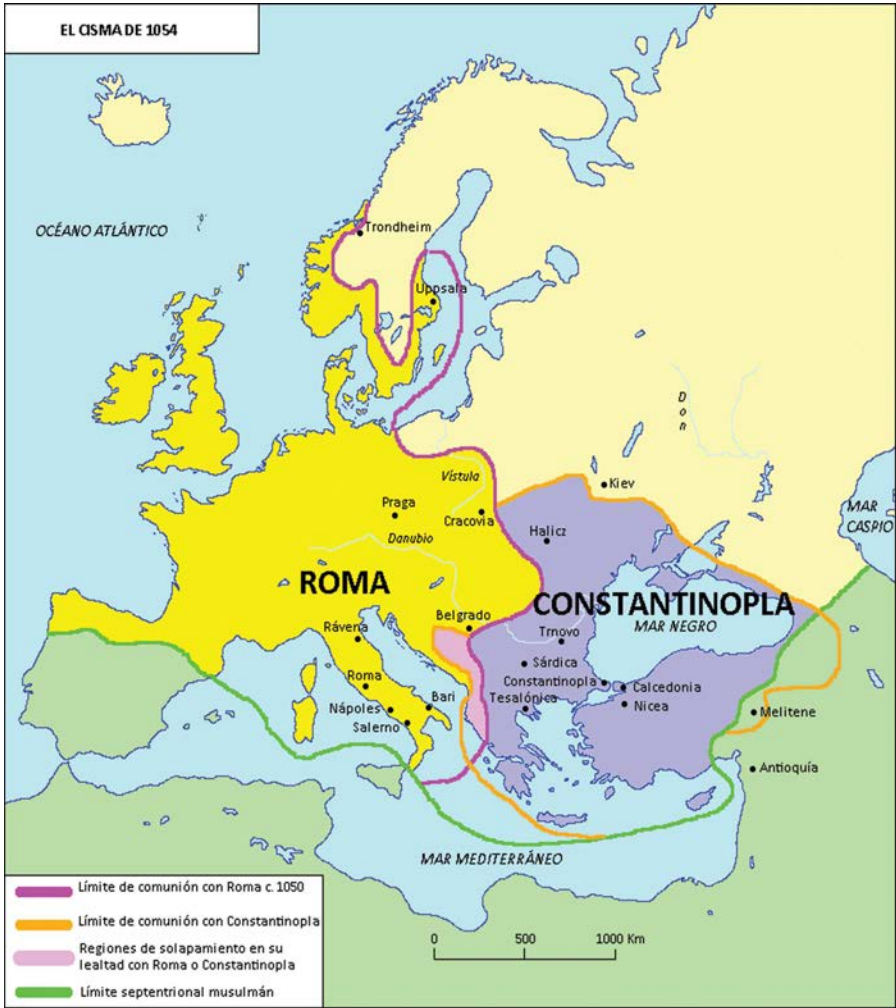 EL CISMA DE 1054
OCÉANO ATLÁNTICO
Trondheim
Uppsala
Don
Vístula
Kiev
Praga
Cracovia
MAR
CASPIO
Danubio
Halicz
ROMA
CONSTANTINOPLA
MAR NEGRO
Belgrado
Rávena
Trnovo
Sárdica
Roma
Constantinopla
Calcedonia
Bari
Tesalónica
Nicea
Nápoles
Melitene
Salerno
Antioquía
MAR MEDITERRÁNEO
Límite de comunión con Roma c. 1050
Límite de comunión con Constantinopla
Regiones de solapamiento en su
lealtad con Roma o Constantinopla
Límite septentrional musulmán
0 500 1000 Km